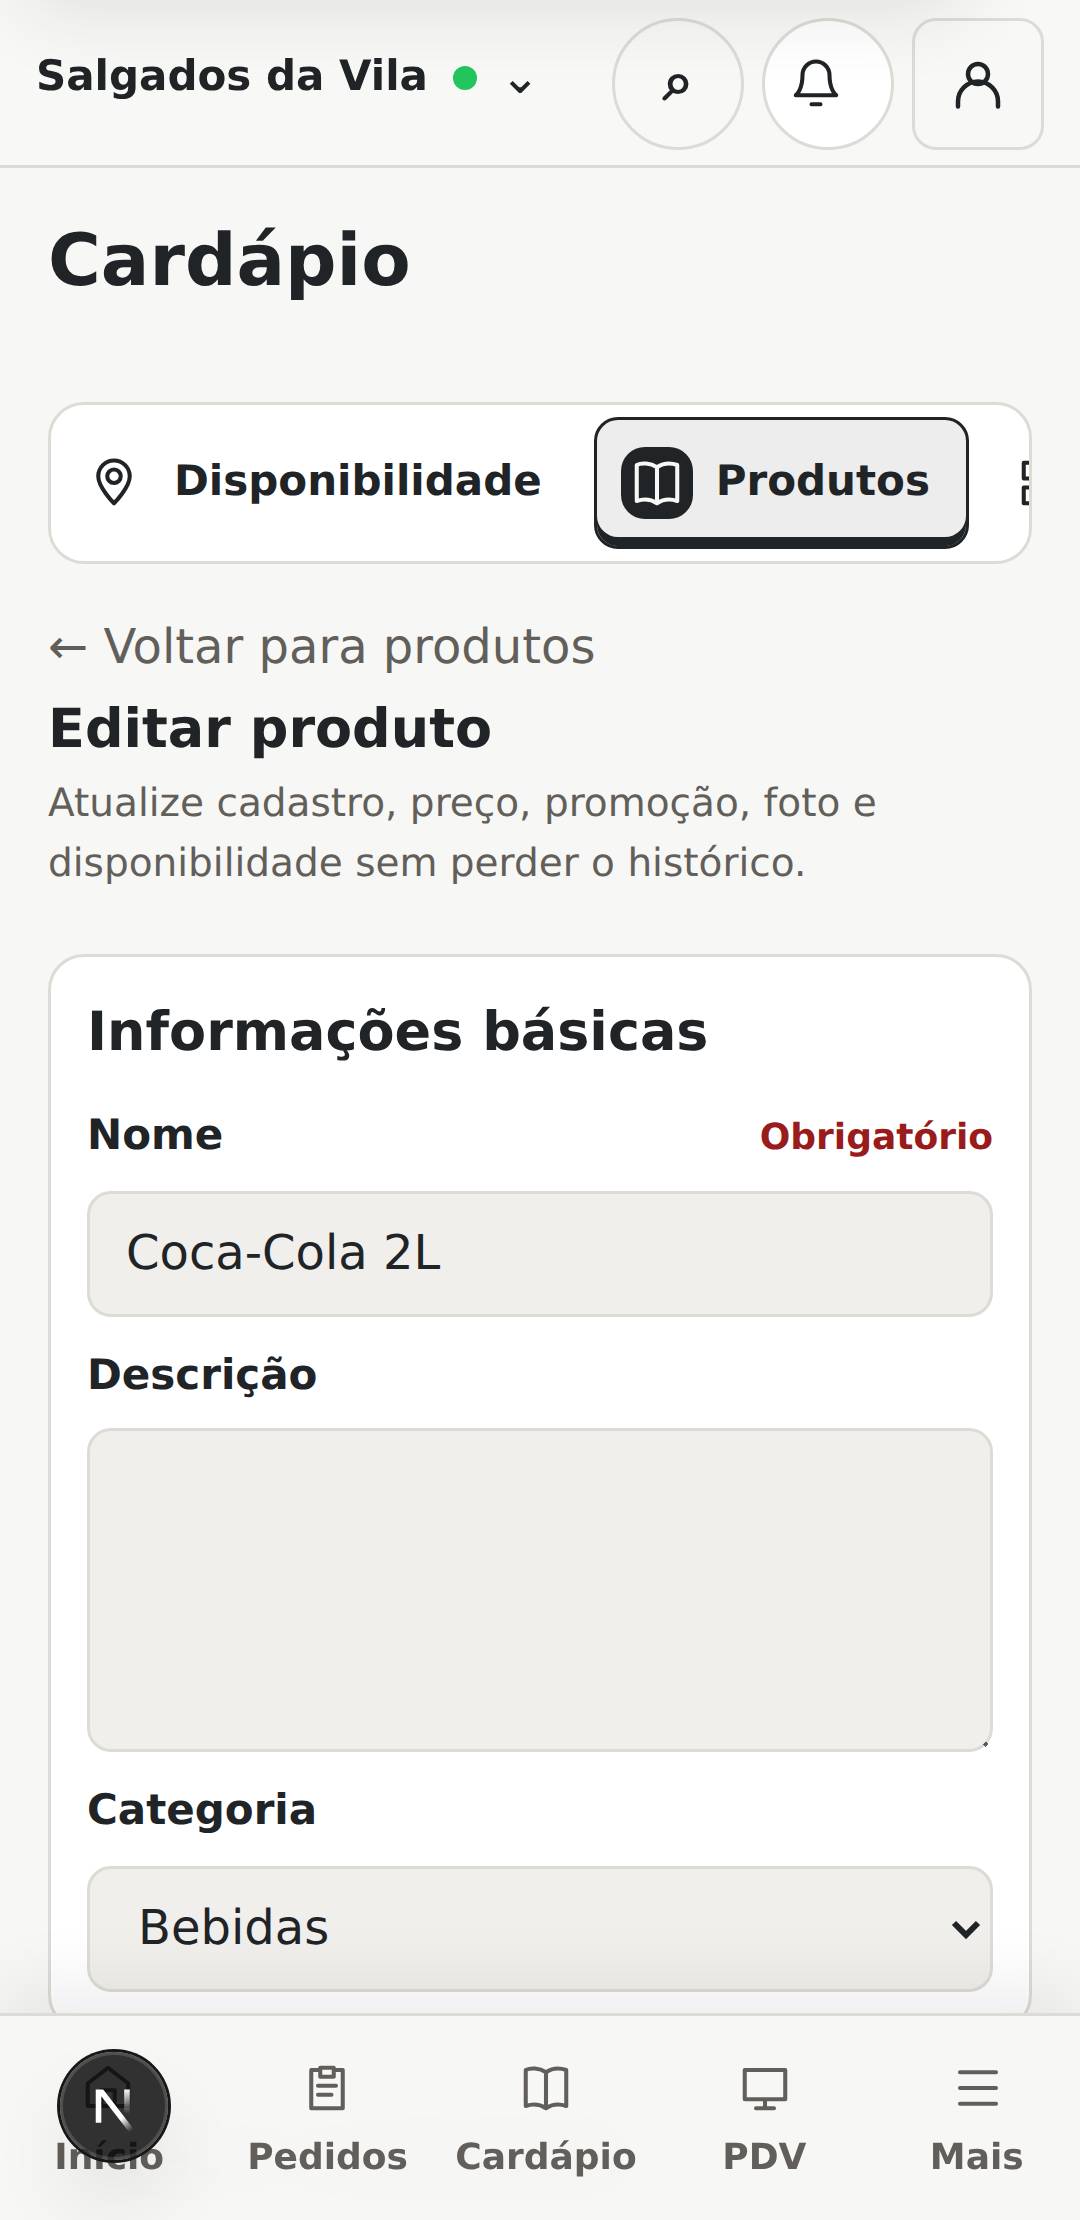 Salgados da Vila
Cardápio
Disponibilidade
Produtos
← Voltar para produtos
Editar produto
Atualize cadastro, preço, promoção, foto e
disponibilidade sem perder o histórico.
Informações básicas
Nome
Obrigatório
Coca-Cola 2L
Descrição
Categoria
Bebidas
N
Início
Pedidos
Cardápio
PDV
Mais